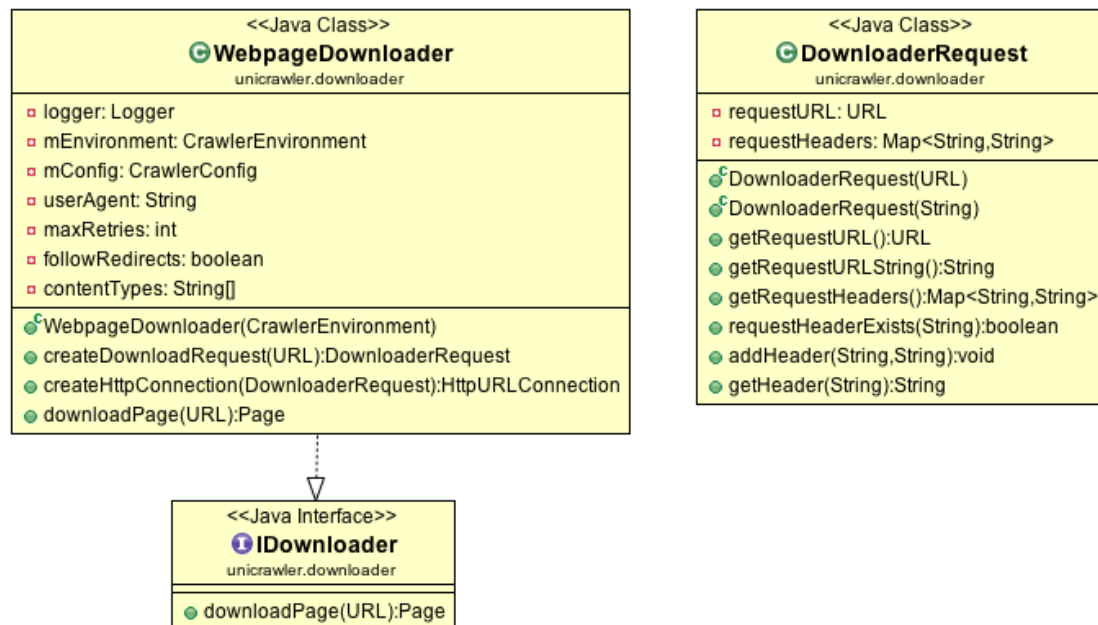 <<Java Class>>
WebpageDownloader
unicrawler.downloader
logger: Logger
mEnvironment: CrawlerEnvironment
mConfig: CrawlerConfig
userAgent: String
maxRetries: int
followRedirects: boolean
contentTypes: String[]
WebpageDownloader(CrawlerEnvironment)
createDownloadRequest(URL):DownloaderRequest
createHttpConnection(DownloaderRequest):HttpURLConnection
downloadPage(URL):Page
<<Java Class>>
DownloaderRequest
unicrawler.downloader
requestURL: URL
requestHeaders: Map<String,String>
DownloaderRequest(URL)
DownloaderRequest(String)
getRequestURL():URL
getRequestURLString():String
getRequestHeaders():Map<String,String>
requestHeaderExists(String):boolean
addHeader(String,String):void
getHeader(String):String
<<Java Interface>>
IDownloader
unicrawler.downloader
downloadPage(URL):Page